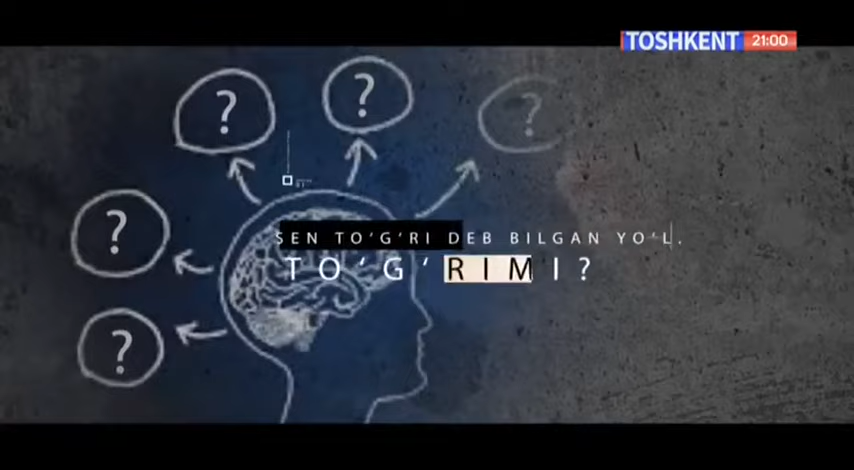 TOSHKENT 21:00
?
?
?
?
?
SEN TO‘G‘RI DEB BILGAN YO‘L.
TO‘G‘RIMI?